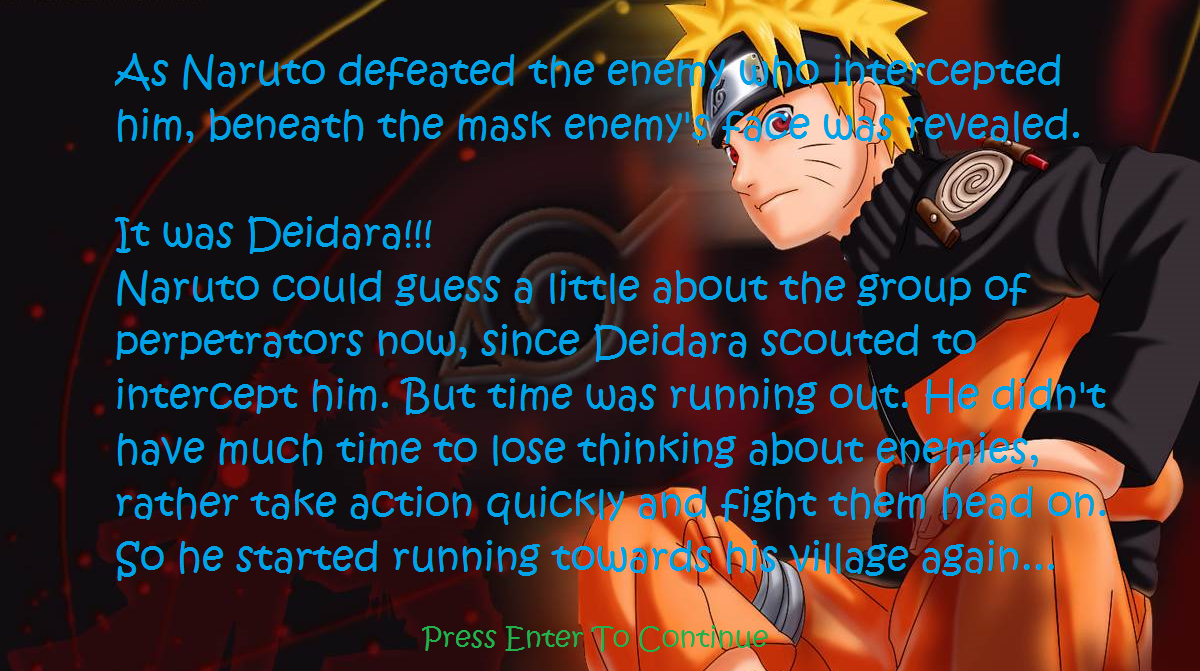 As Naruto defeated the enemy who intercepted
him, beneath the mask enemy's face was revealed.
It was Deidara!!!
Naruto could guess a little about the group of
perpetrators now, since Deidara scouted to
intercept him. But time was running out. He didn't
have much time to lose thinking about enemies,
rather take action quickly and fight them head on.
So he started running towards his village again...
Press Enter To Continue